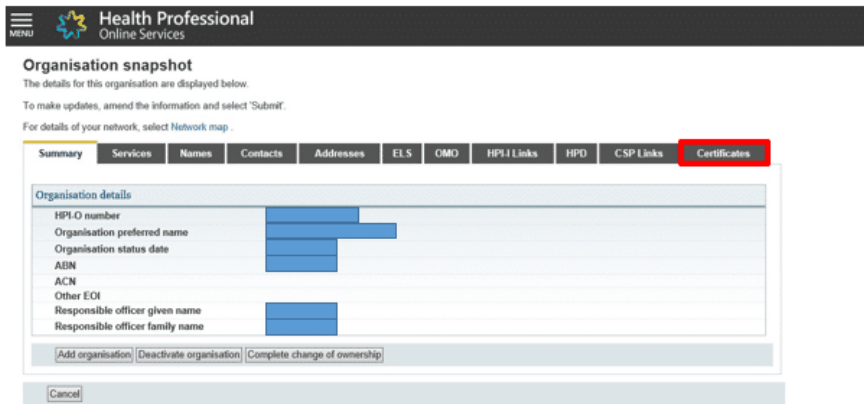 MENU
Health Professional
Online Services
Organisation snapshot
The details for this organisation are displayed below.
To make updates, amend the information and select 'Submit'.
For details of your network, select Network map .
Summary Services Names Contacts Addresses ELS OMO HPI-I Links HPD CSP Links Certificates
Organisation details
HPI-O number
Organisation preferred name
Organisation status date
ABN
ACN
Other EOI
Responsible officer given name
Responsible officer family name
Add organisation Deactivate organisation Complete change of ownership
Cancel